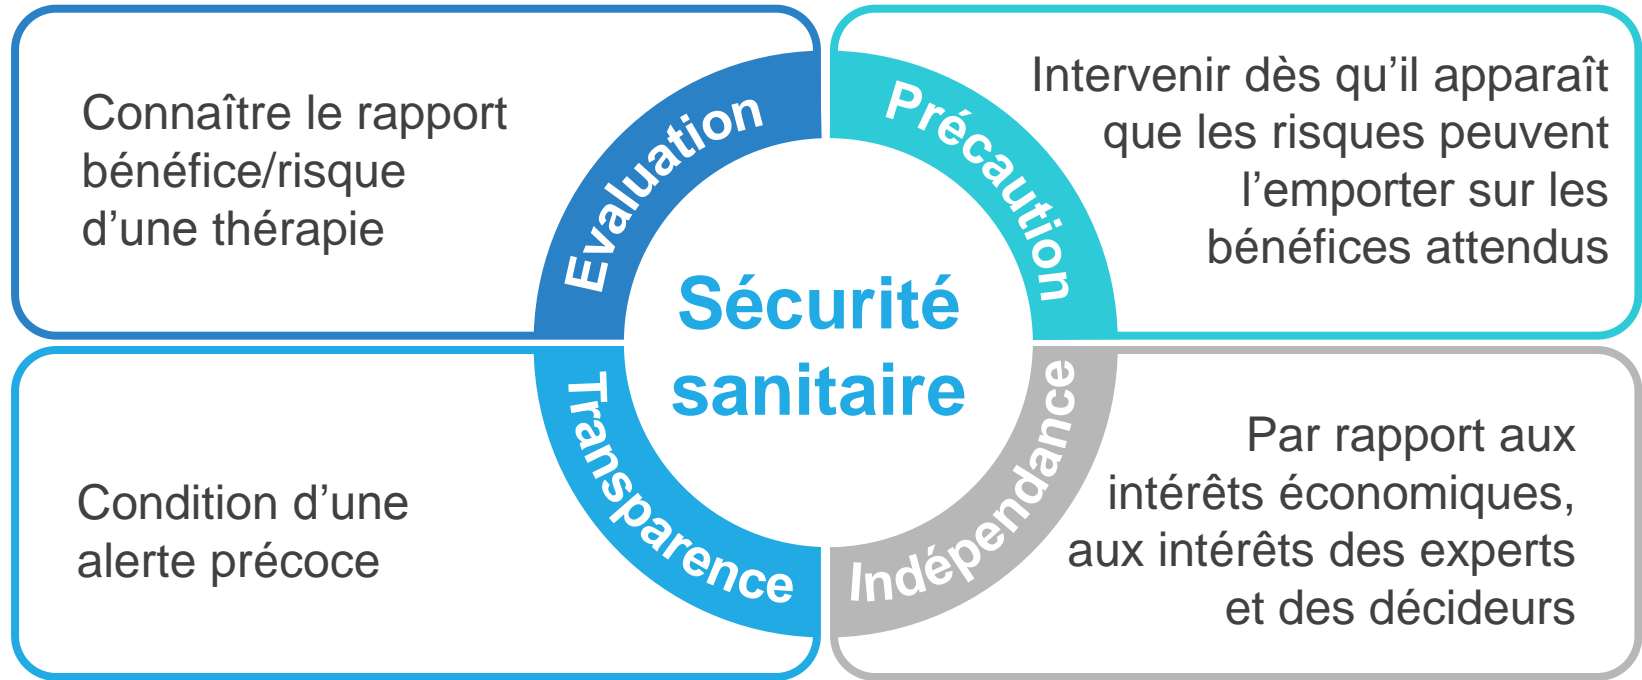 Connaître le rapport
bénéfice/risque
d’une thérapie
Evaluation
Précaution
Intervenir dès qu’il apparaît
que les risques peuvent
l’emporter sur les
bénéfices attendus
Sécurité
sanitaire
Condition d’une
alerte précoce
Transparence
Indépendance
Par rapport aux
intérêts économiques,
aux intérêts des experts
et des décideurs